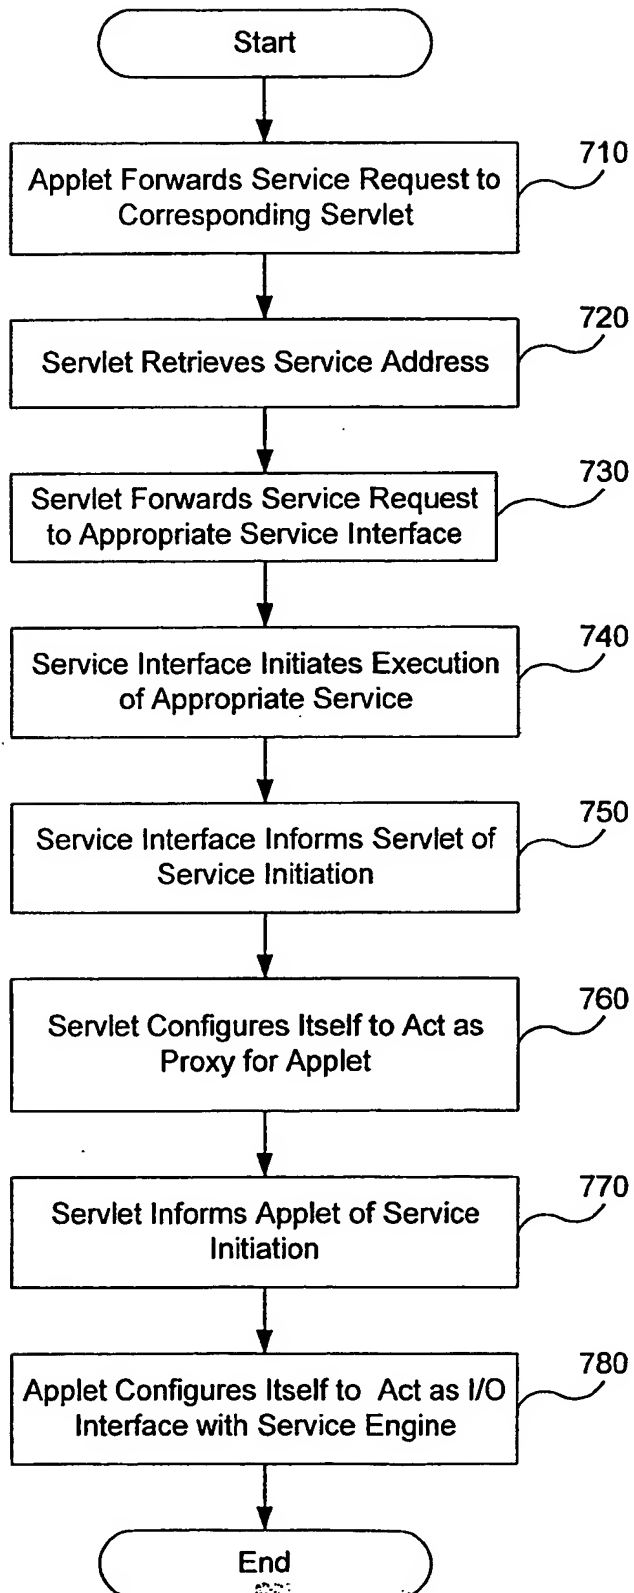 Start
Applet Forwards Service Request to
Corresponding Servlet
710
Servlet Retrieves Service Address
720
Servlet Forwards Service Request
to Appropriate Service Interface
730
Service Interface Initiates Execution
of Appropriate Service
740
Service Interface Informs Servlet of
Service Initiation
750
Servlet Configures Itself to Act as
Proxy for Applet
760
Servlet Informs Applet of Service
Initiation
770
Applet Configures Itself to Act as I/O
Interface with Service Engine
780
End